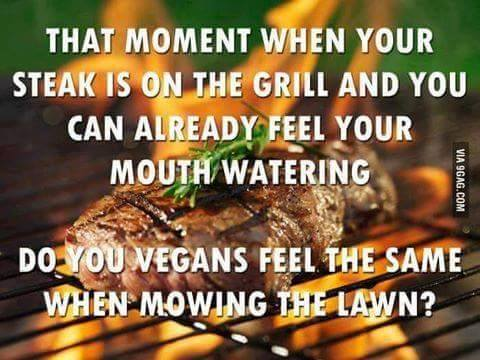 THAT MOMENT WHEN YOUR
STEAK IS ON THE GRILL AND YOU
CAN ALREADY FEEL YOUR
MOUTH WATERING
DO YOU VEGANS FEEL THE SAME
WHEN MOWING THE LAWN?
VIA 9GAG.COM